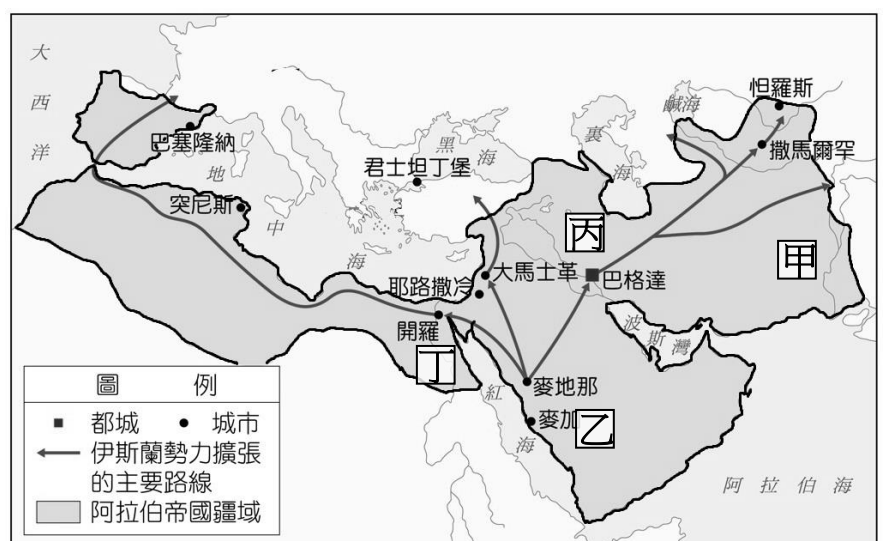 大西洋
怛羅斯
鹹海
裏海
黑海
撒馬爾罕
巴塞隆納
君士坦丁堡
地中海
突尼斯
丙
甲
大馬士革
巴格達
耶路撒冷
開羅
波斯灣
丁
麥地那
紅海
麥加
乙
阿拉伯海
圖例
都城
城市
伊斯蘭勢力擴張
的主要路線
阿拉伯帝國疆域